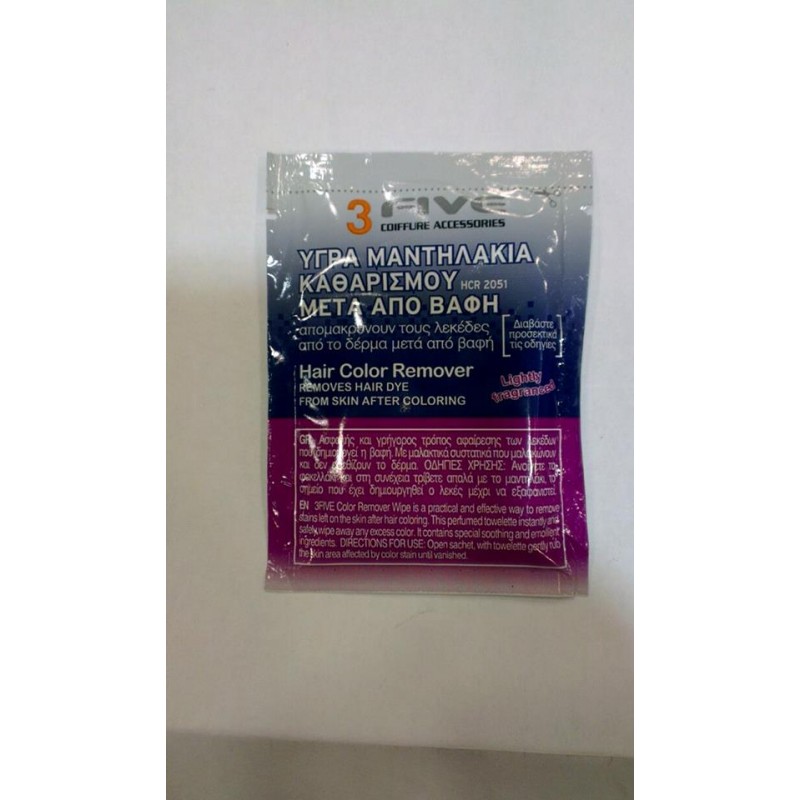 3 FIVE
COIFFURE ACCESSORIES
ΥΓΡΑ ΜΑΝΤΗΛΑΚΙΑ
ΚΑΘΑΡΙΣΜΟΥ HCR 2051
ΜΕΤΑ ΑΠΟ ΒΑΦΗ
απομακρύνουν τους λεκέδες
από το δέρμα μετά από βαφή
Διαβάστε
προσεκτικά
τις οδηγίες
Hair Color Remover
REMOVES HAIR DYE
FROM SKIN AFTER COLORING
Lightly
fragranced
GR Ασφαλής και γρήγορος τρόπος αφαίρεσης των λεκέδων
που δημιουργεί η βαφή. Με μαλακτικά συστατικά που μαλακώνουν
και δεν ερεθίζουν το δέρμα. ΟΔΗΓΙΕΣ ΧΡΗΣΗΣ: Ανοίγετε το
φακελλάκι και στη συνέχεια τρίβετε απαλά με το μαντηλάκι το
σημείο που έχει δημιουργηθεί ο λεκές μέχρι να εξαφανιστεί.
EN 3FIVE Color Remover Wipe is a practical and effective way to remove
stains left on the skin after hair coloring. This perfumed towelette instantly and
safely wipe away any excess color. It contains special soothing and emollient
ingredients. DIRECTIONS FOR USE: Open sachet, with towelette gently rub
the skin area affected by color stain until vanished.